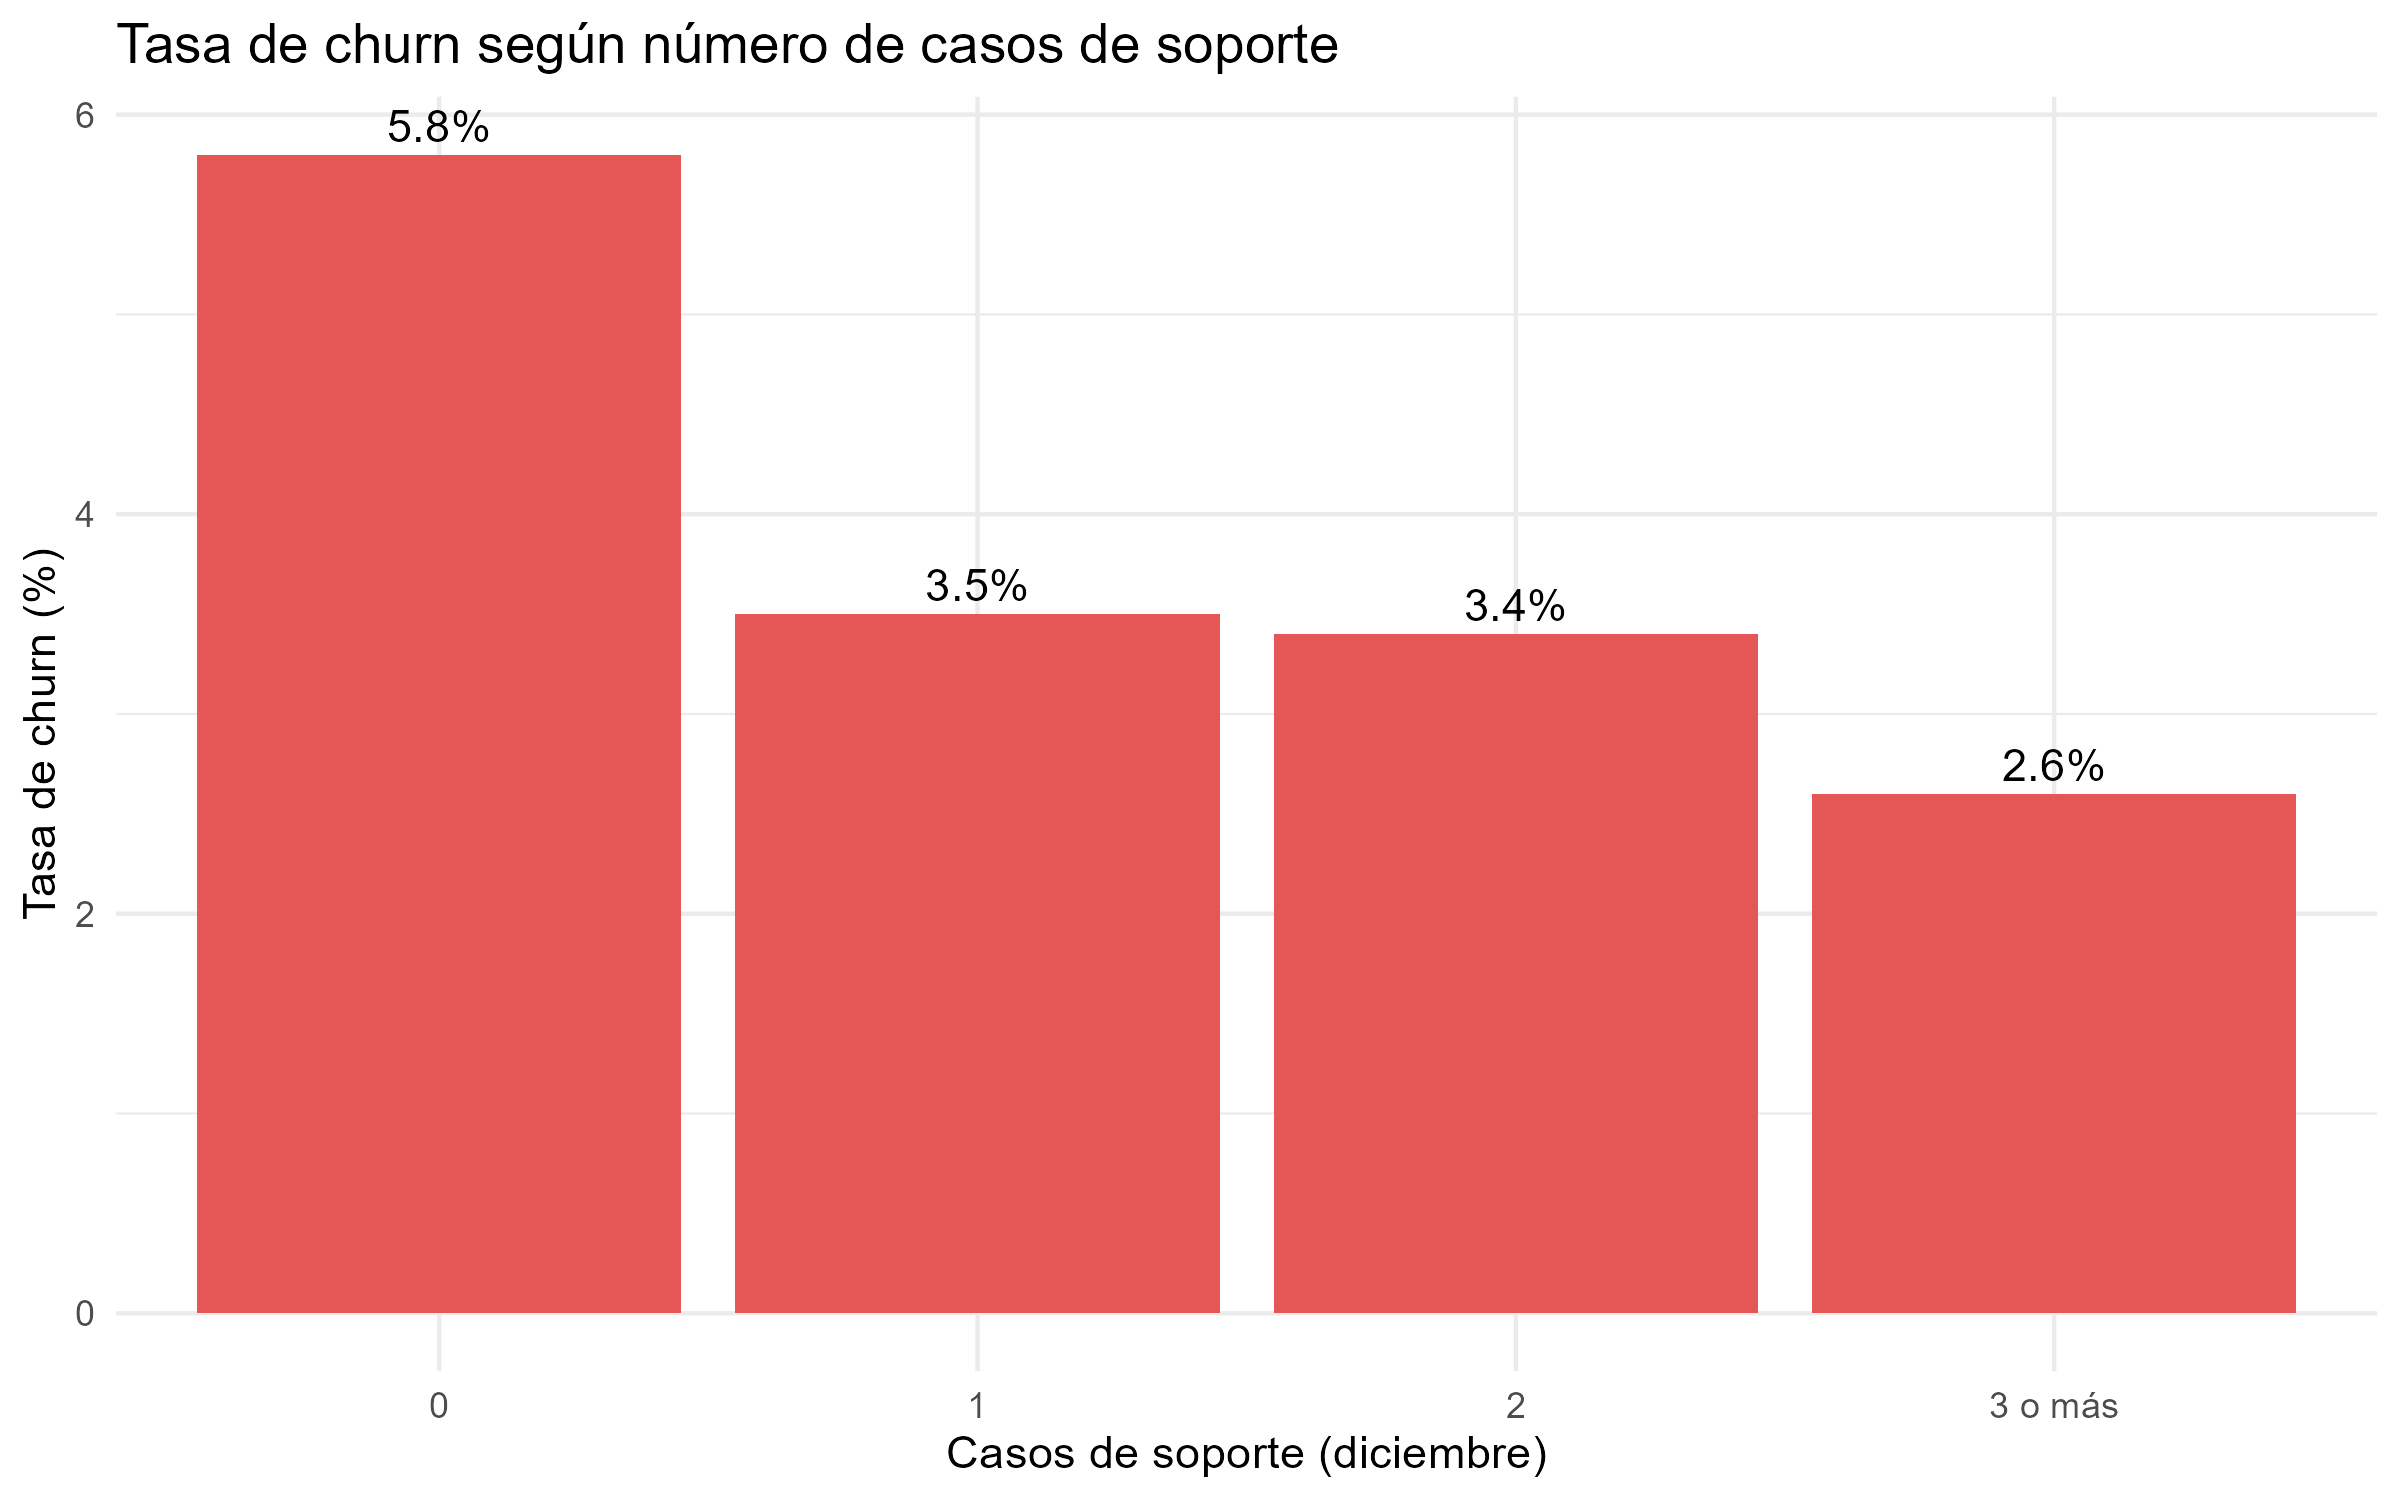 Tasa de churn según número de casos de soporte
Tasa de churn (%)
6
4
2
0
5.8%
3.5%
3.4%
2.6%
0
1
2
3 o más
Casos de soporte (diciembre)